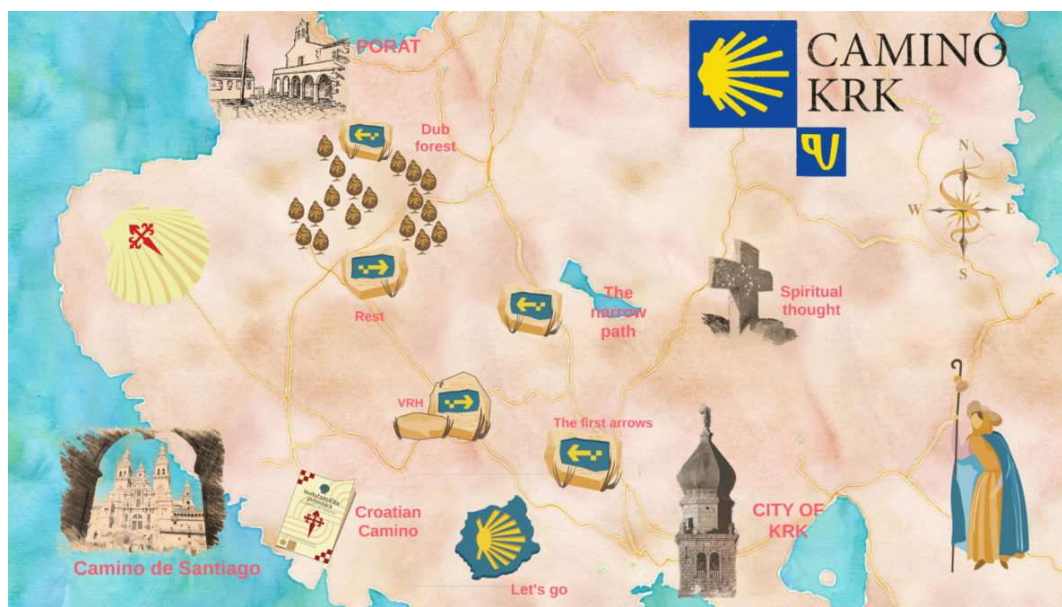 PORAT
CAMINO
KRK
Dub
forest
N
W
E
S
The
narrow
path
Spiritual
thought
Rest
VRH
The first arrows
Croatian
Camino
CITY OF
KRK
Camino de Santiago
Let's go